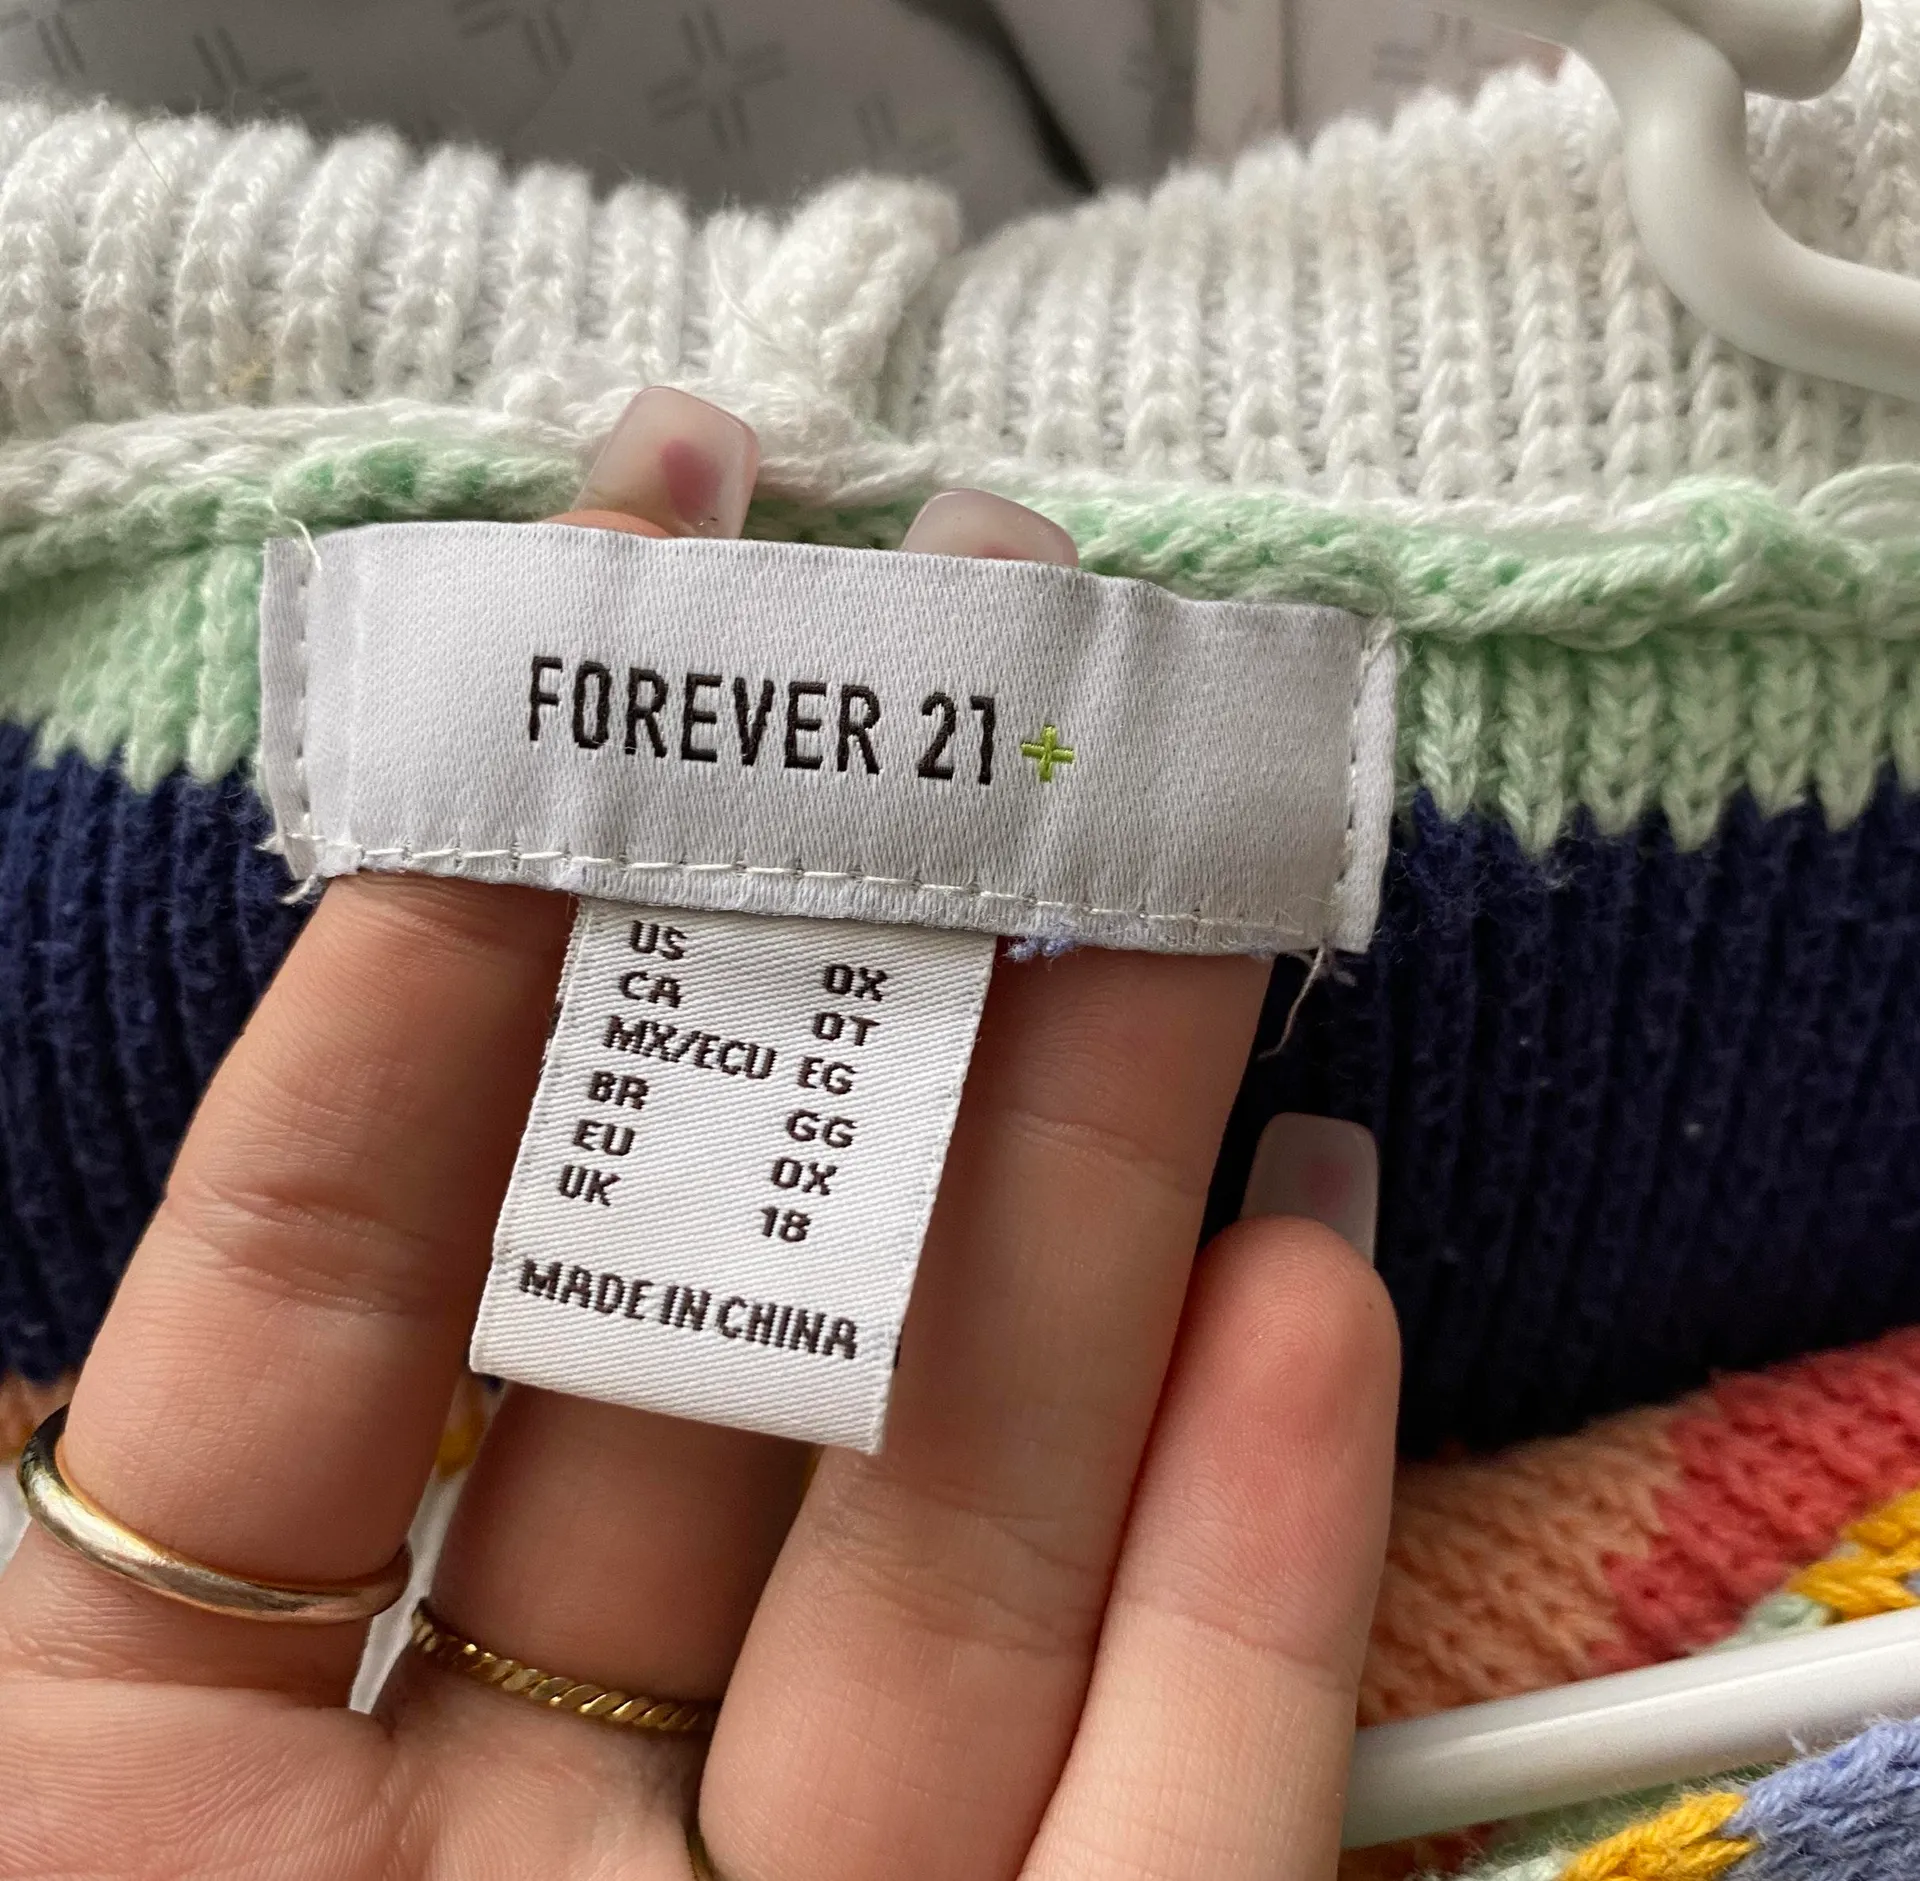 FOREVER 21+
US 0X
CA 0T
MX/ECU EG
BR GG
EU 0X
UK 18
MADE IN CHINA